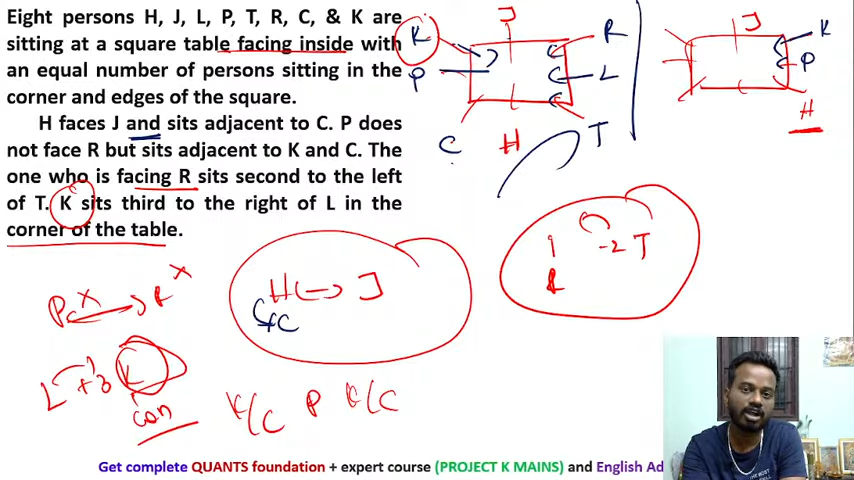 Eight persons H, J, L, P, T, R, C, & K are
sitting at a square table facing inside with
an equal number of persons sitting in the
corner and edges of the square.
H faces J and sits adjacent to C. P does
not face R but sits adjacent to K and C. The
one who is facing R sits second to the left
of T. K sits third to the right of L in the
corner of the table.
J
K
R
P
L
C
H
T
J
K
P
H
H ↔ J
C
-2 T
R
P
L +3 K
Con
K/C P K/C
Get complete QUANTS foundation + expert course (PROJECT K MAINS) and English Ad